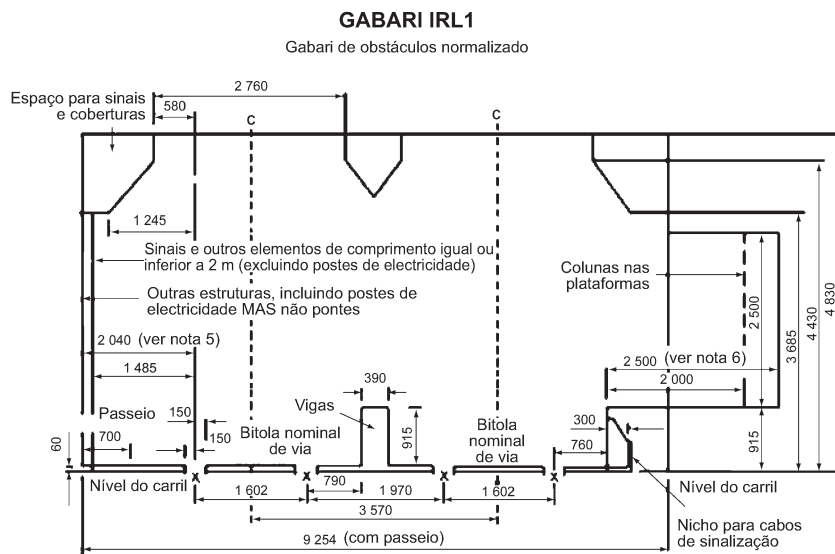 GABARI IRL1
Gabari de obstáculos normalizado
2 760
Espaço para sinais
e coberturas
580
C
C
1 245
Sinais e outros elementos de comprimento igual ou
inferior a 2 m (excluindo postes de electricidade)
Colunas nas
plataformas
Outras estruturas, incluindo postes de
electricidade MAS não pontes
2 500
3 685
4 430
4 830
2 040 (ver nota 5)
2 500 (ver nota 6)
1 485
390
2 000
Passeio
150
Vigas
Bitola
nominal
de via
300
700
150
Bitola nominal
de via
915
760
915
60
Nível do carril
x
x
x
x
Nível do carril
790
1 602
1 970
1 602
3 570
Nicho para cabos
de sinalização
9 254 (com passeio)